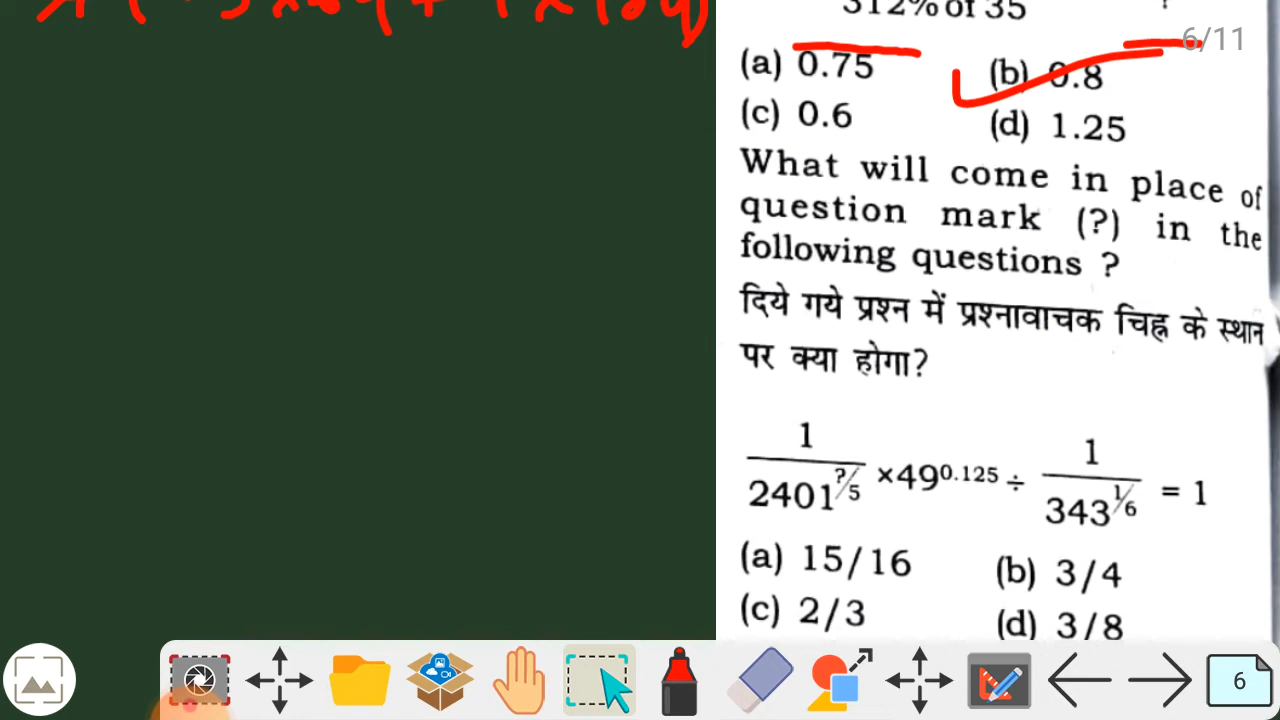 312% of 35
6/11
(a) 0.75 (b) 0.8
(c) 0.6 (d) 1.25
What will come in place of
question mark (?) in the
following questions ?
दिये गये प्रश्न में प्रश्नावाचक चिह्न के स्थान
पर क्या होगा?
1/2401^?/5 ×49^0.125 ÷ 1/343^1/6 = 1
(a) 15/16 (b) 3/4
(c) 2/3 (d) 3/8
6